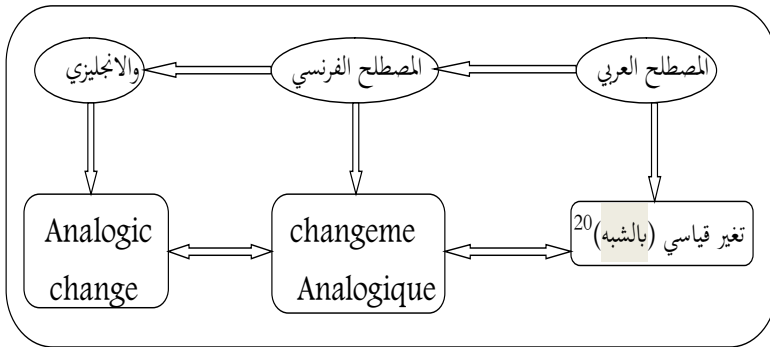 المصطلح العربي
المصطلح الفرنسي
والانجليزي
تغير قياسي (بالشبه)20
changeme
Analogique
Analogic
change